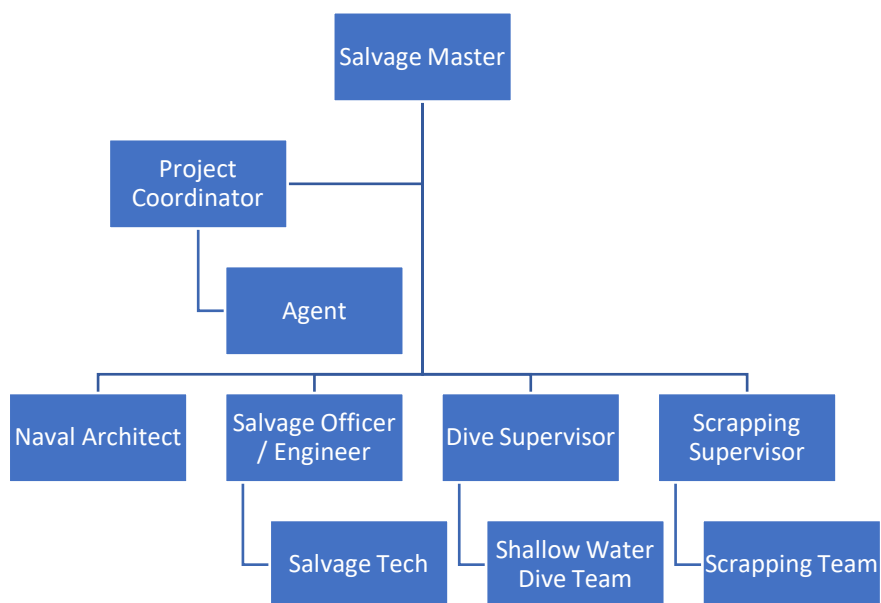 Salvage Master
Project
Coordinator
Agent
Naval Architect
Salvage Officer
/ Engineer
Dive Supervisor
Scrapping
Supervisor
Salvage Tech
Shallow Water
Dive Team
Scrapping Team